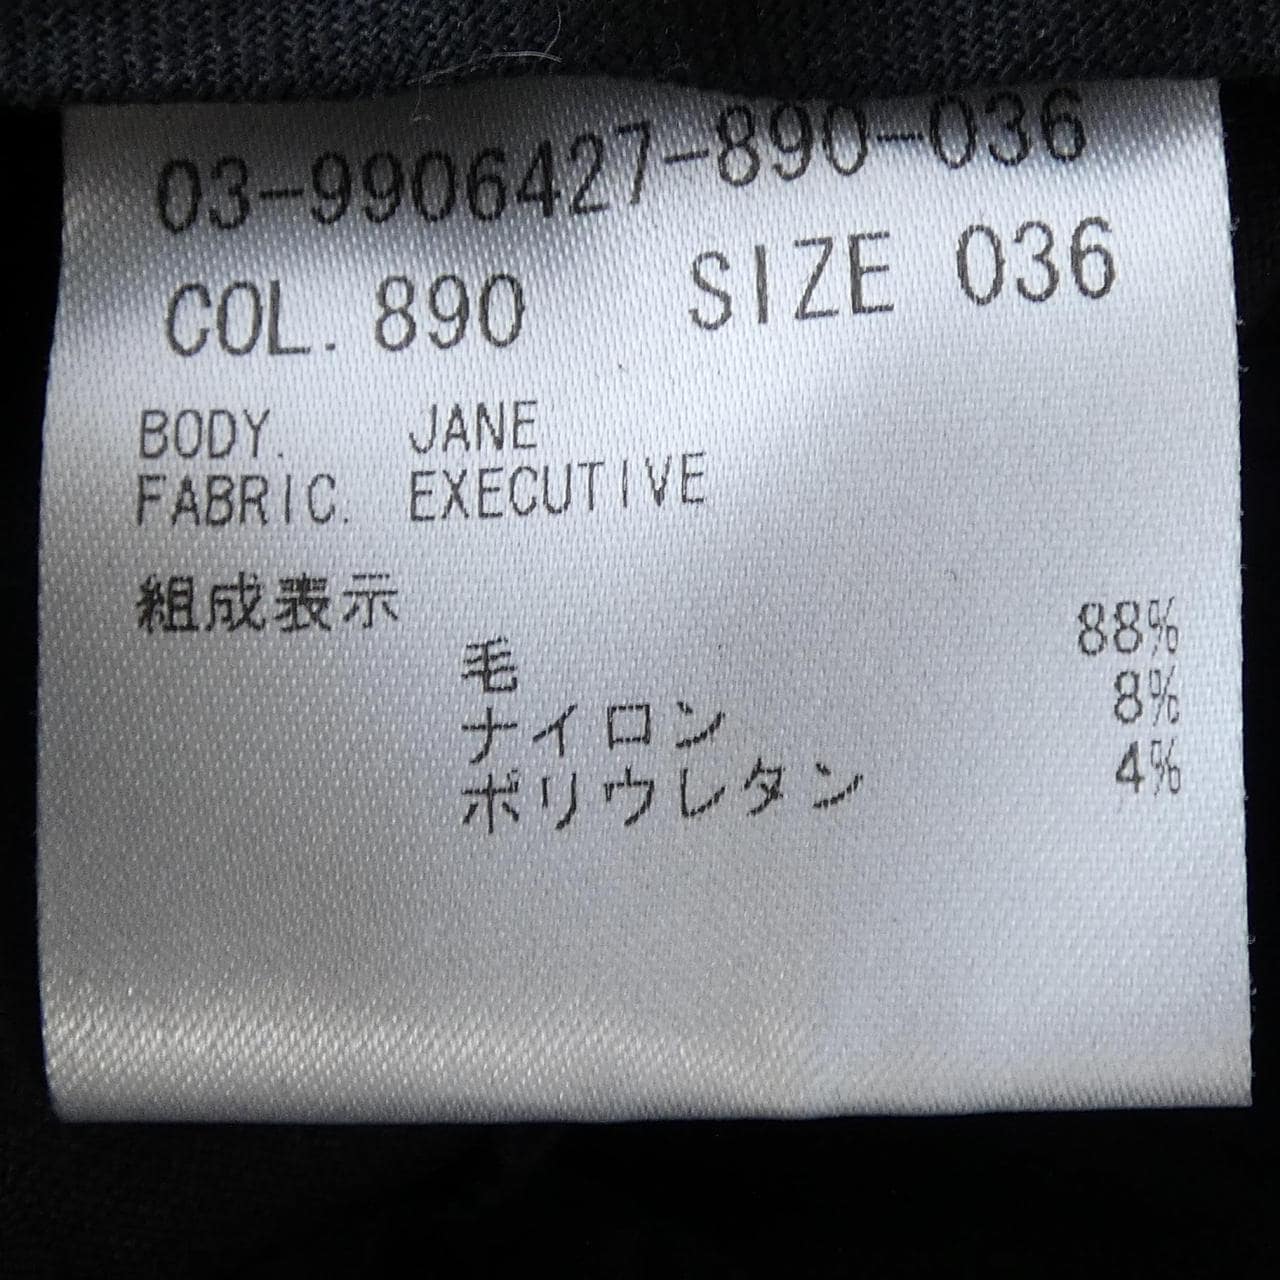 03-9906427-890-036
COL. 890 SIZE 036
BODY. JANE
FABRIC. EXECUTIVE
組成表示
毛 88%
ナイロン 8%
ポリウレタン 4%